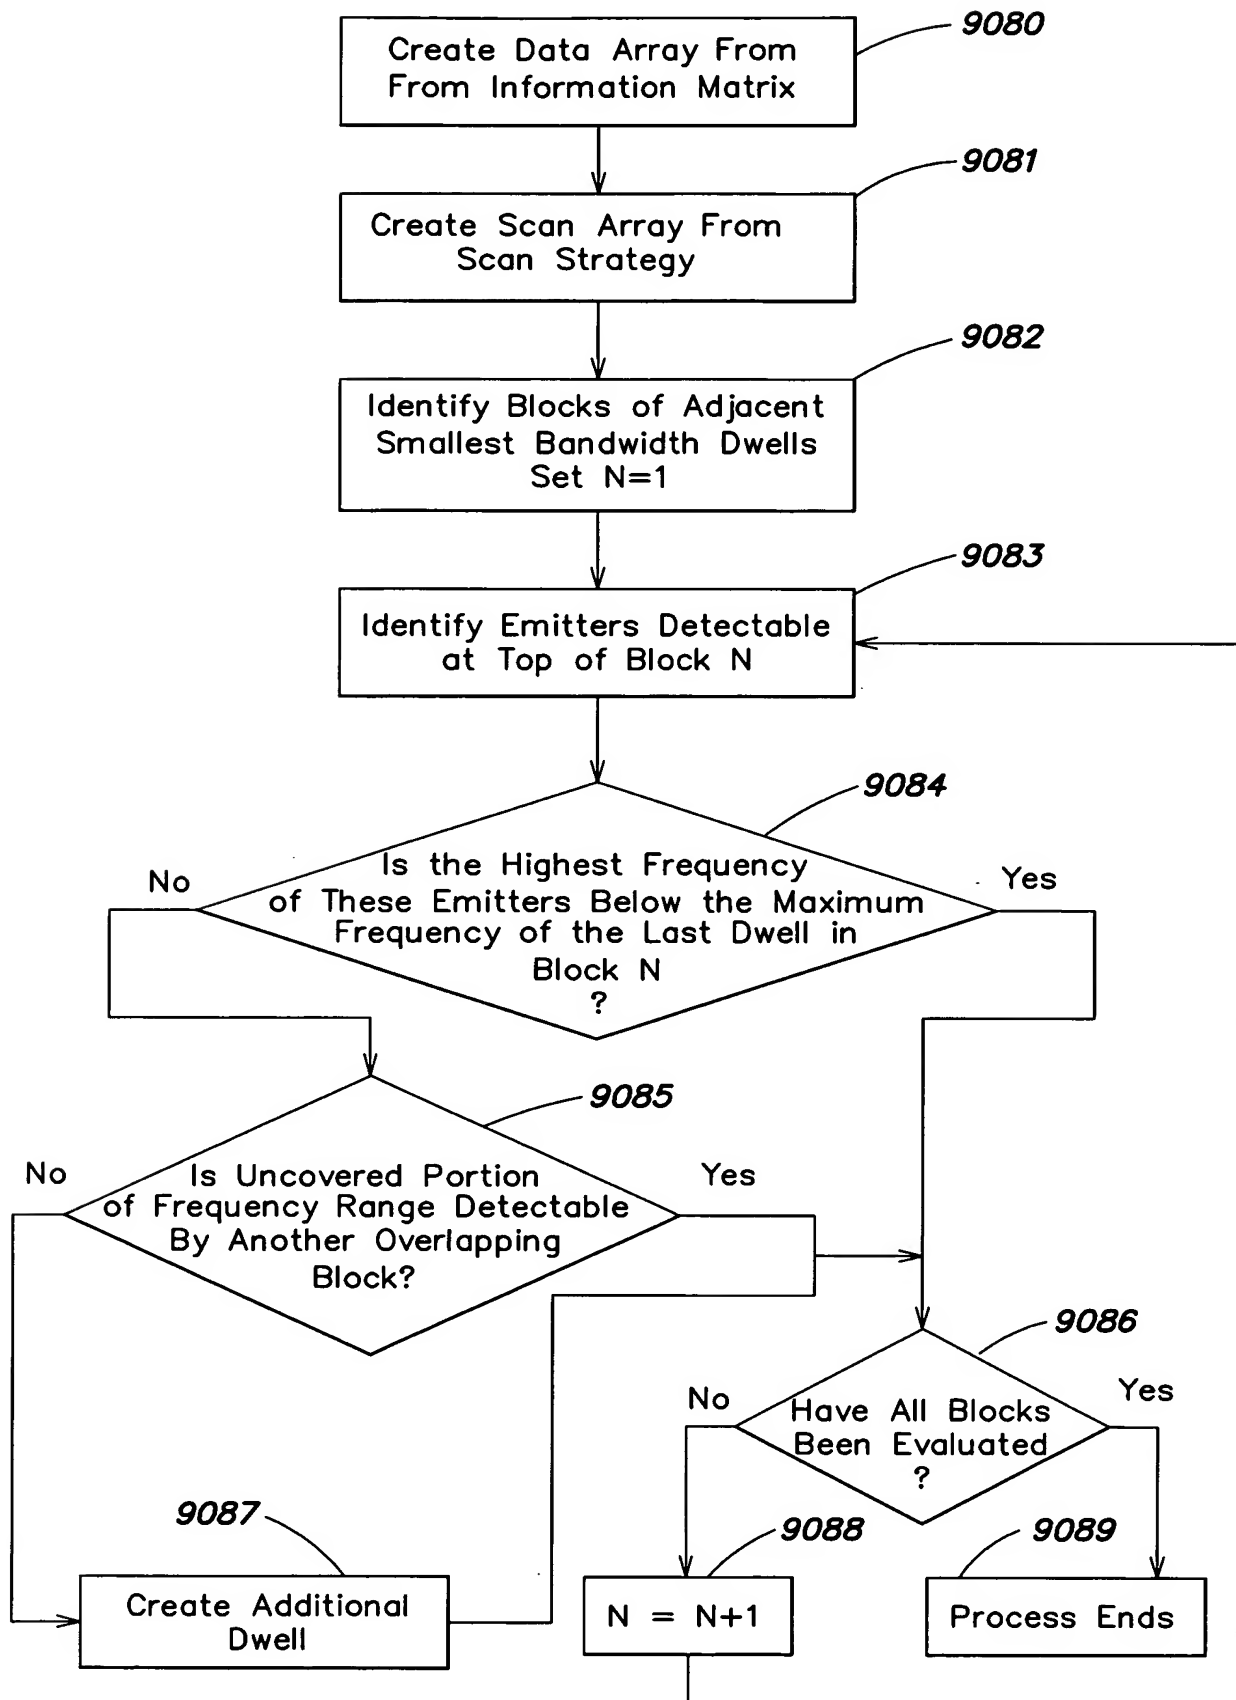 9080
Create Data Array From
From Information Matrix
9081
Create Scan Array From
Scan Strategy
9082
Identify Blocks of Adjacent
Smallest Bandwidth Dwells
Set N=1
9083
Identify Emitters Detectable
at Top of Block N
9084
No
Yes
Is the Highest Frequency
of These Emitters Below the Maximum
Frequency of the Last Dwell in
Block N
?
9085
No
Yes
Is Uncovered Portion
of Frequency Range Detectable
By Another Overlapping
Block?
9086
No
Yes
Have All Blocks
Been Evaluated
?
9087
Create Additional
Dwell
9088
N = N+1
9089
Process Ends